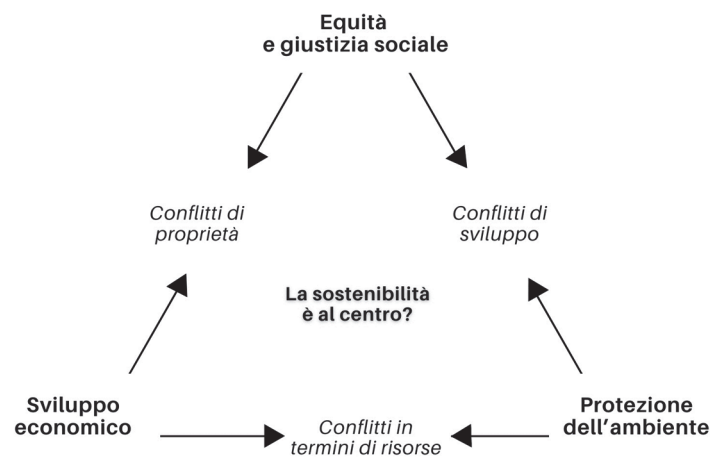 Equità
e giustizia sociale
Conflitti di
proprietà
Conflitti di
sviluppo
La sostenibilità
è al centro?
Sviluppo
economico
Conflitti in
termini di risorse
Protezione
dell’ambiente